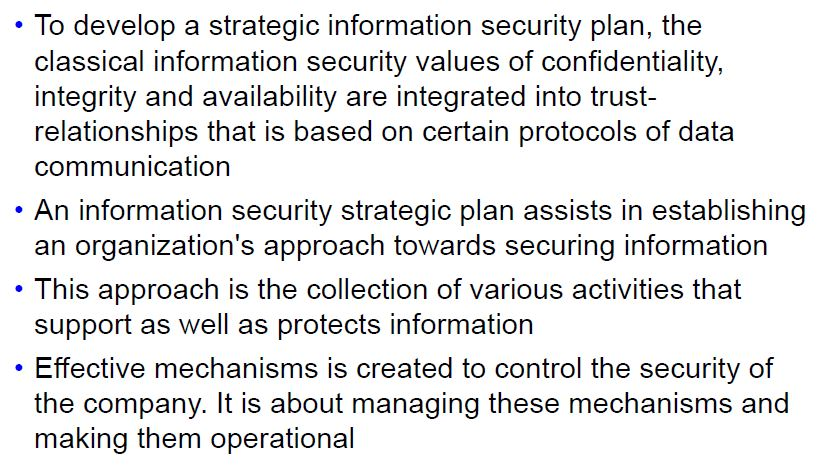 • To develop a strategic information security plan, the
classical information security values of confidentiality,
integrity and availability are integrated into trust-
relationships that is based on certain protocols of data
communication
• An information security strategic plan assists in establishing
an organization's approach towards securing information
• This approach is the collection of various activities that
support as well as protects information
• Effective mechanisms is created to control the security of
the company. It is about managing these mechanisms and
making them operational